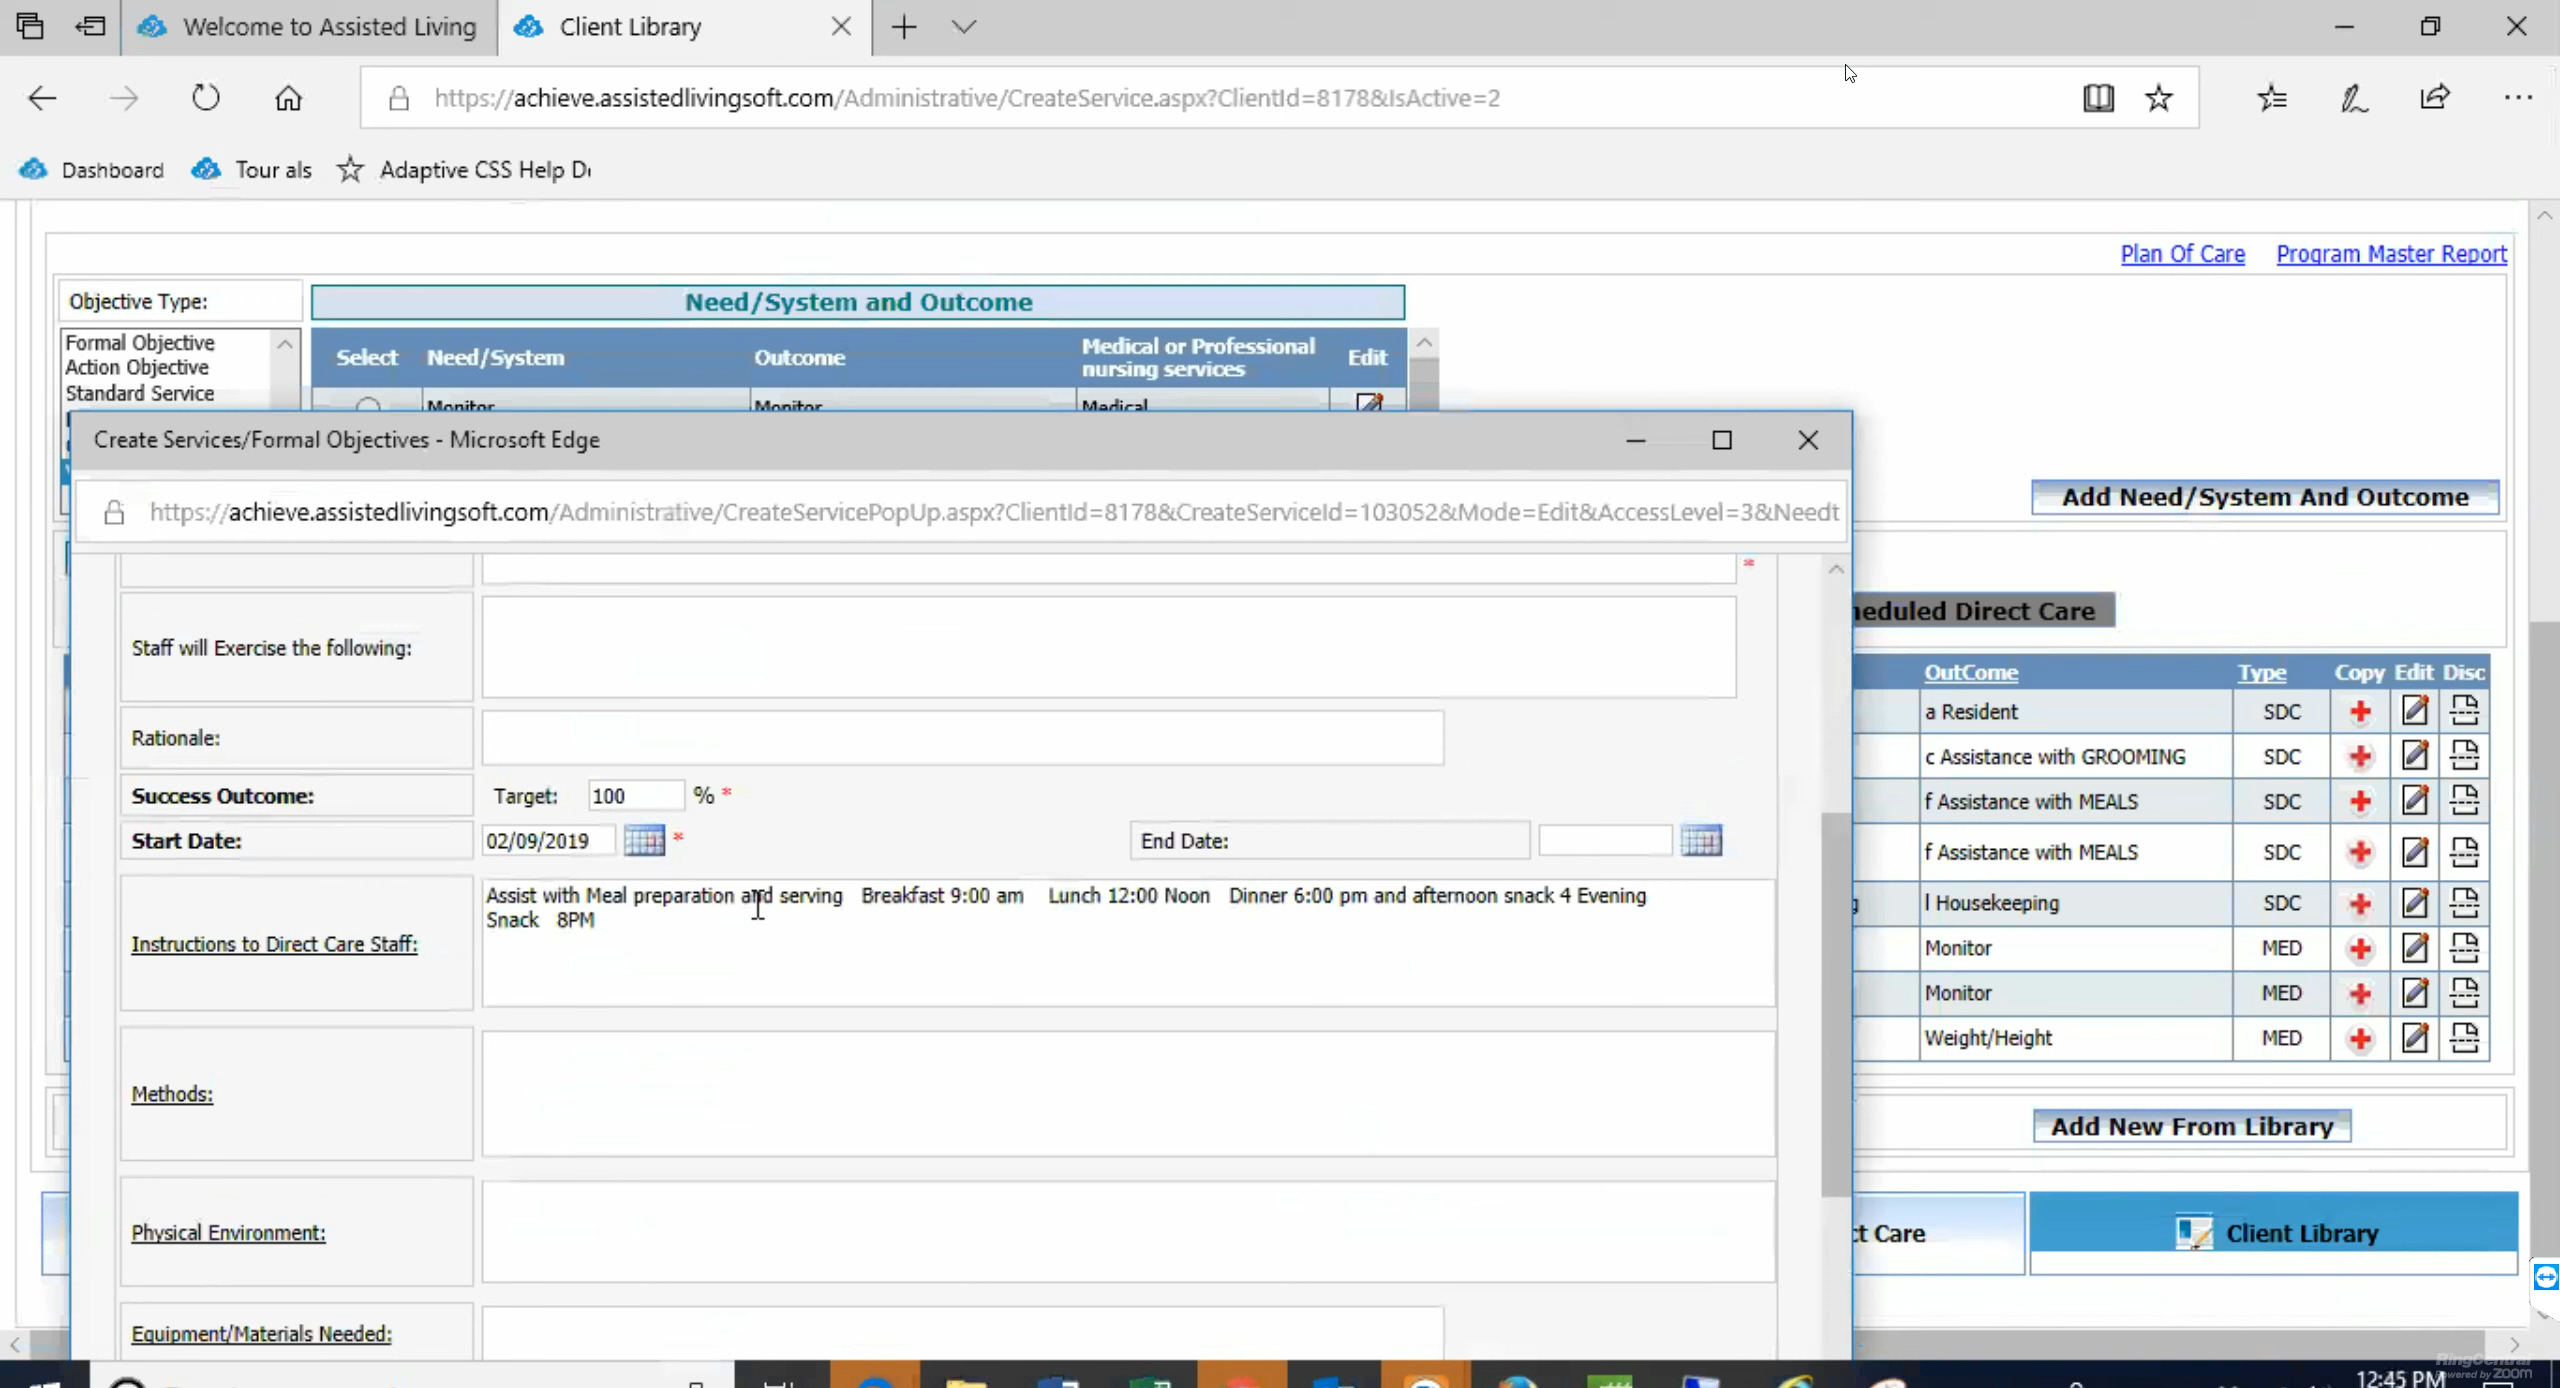 Welcome to Assisted Living
Client Library
https://achieve.assistedlivingsoft.com/Administrative/CreateService.aspx?ClientId=8178&IsActive=2
Dashboard
Tour als
Adaptive CSS Help D
Plan Of Care
Program Master Report
Objective Type:
Need/System and Outcome
Formal Objective
Action Objective
Standard Service
Select
Need/System
Outcome
Medical or Professional
nursing services
Edit
Monitor
Monitor
Medical
Create Services/Formal Objectives - Microsoft Edge
https://achieve.assistedlivingsoft.com/Administrative/CreateServicePopUp.aspx?ClientId=8178&CreateServiceId=103052&Mode=Edit&AccessLevel=3&Needt
Add Need/System And Outcome
*
Staff will Exercise the following:
Rationale:
Success Outcome:
Target:
100
% *
Start Date:
02/09/2019
*
End Date:
Instructions to Direct Care Staff:
Assist with Meal preparation and serving Breakfast 9:00 am Lunch 12:00 Noon Dinner 6:00 pm and afternoon snack 4 Evening
Snack 8PM
Methods:
Physical Environment:
Equipment/Materials Needed:
heduled Direct Care
OutCome
Type
Copy
Edit
Disc
a Resident
SDC
c Assistance with GROOMING
SDC
f Assistance with MEALS
SDC
f Assistance with MEALS
SDC
l Housekeeping
SDC
Monitor
MED
Monitor
MED
Weight/Height
MED
Add New From Library
ct Care
Client Library
RingCentral
powered by zoom
12:45 PM